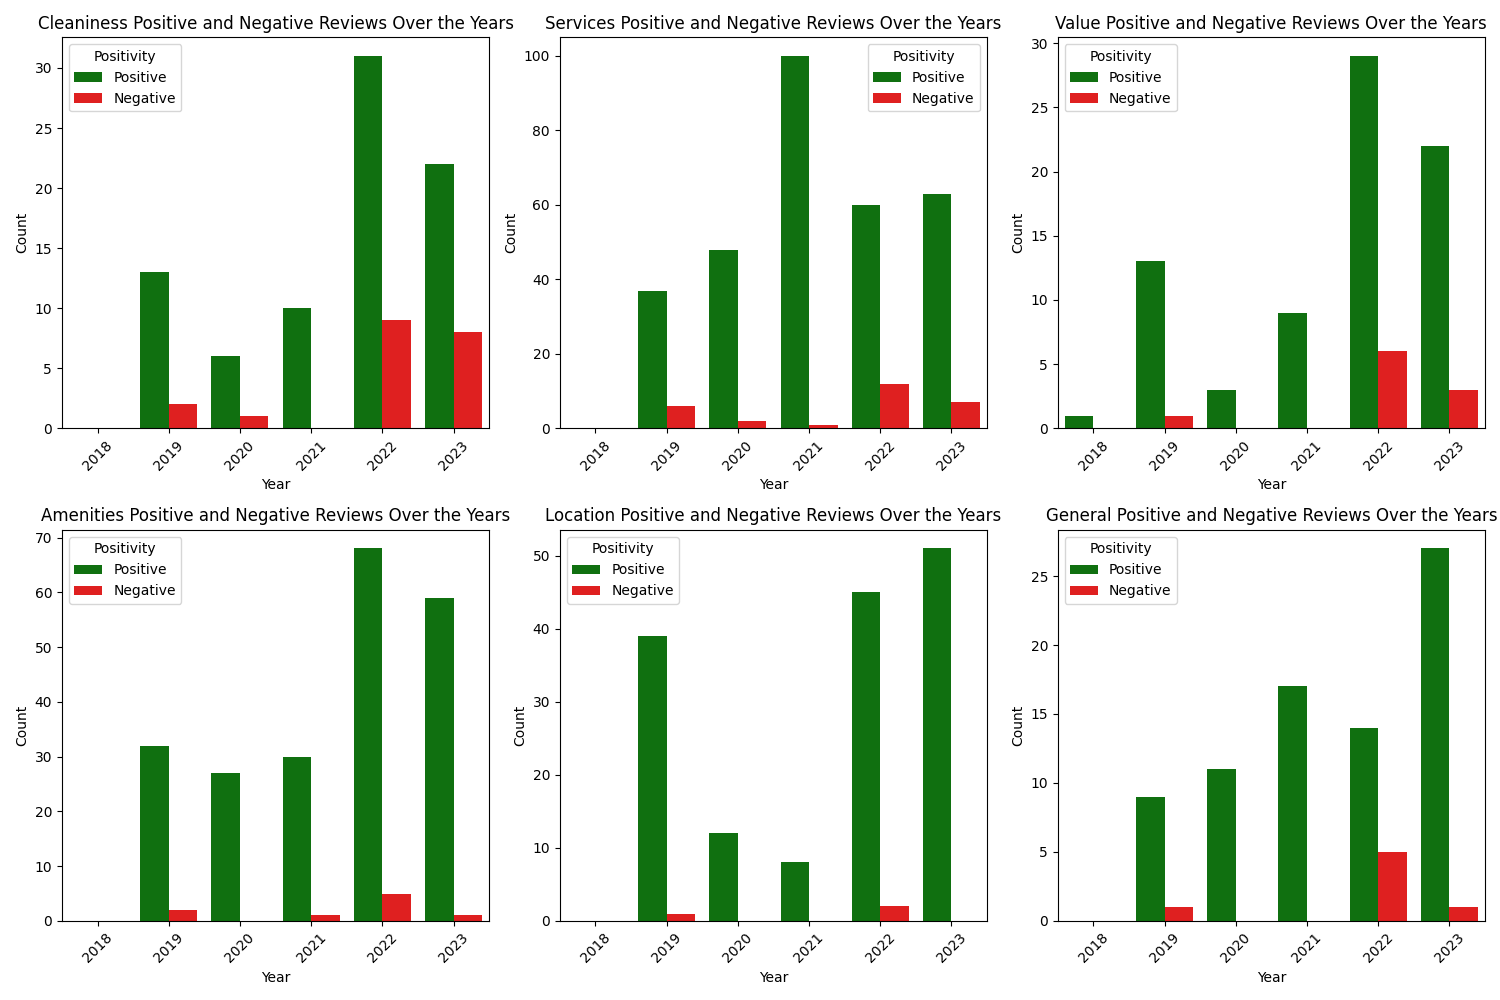 Cleaniness Positive and Negative Reviews Over the Years
Positivity
Positive
Negative
Count
30
25
20
15
10
5
0
2018
2019
2020
2021
2022
2023
Year
Services Positive and Negative Reviews Over the Years
Positivity
Positive
Negative
Count
100
80
60
40
20
0
2018
2019
2020
2021
2022
2023
Year
Value Positive and Negative Reviews Over the Years
Positivity
Positive
Negative
Count
30
25
20
15
10
5
0
2018
2019
2020
2021
2022
2023
Year
Amenities Positive and Negative Reviews Over the Years
Positivity
Positive
Negative
Count
70
60
50
40
30
20
10
0
2018
2019
2020
2021
2022
2023
Year
Location Positive and Negative Reviews Over the Years
Positivity
Positive
Negative
Count
50
40
30
20
10
0
2018
2019
2020
2021
2022
2023
Year
General Positive and Negative Reviews Over the Years
Positivity
Positive
Negative
Count
25
20
15
10
5
0
2018
2019
2020
2021
2022
2023
Year